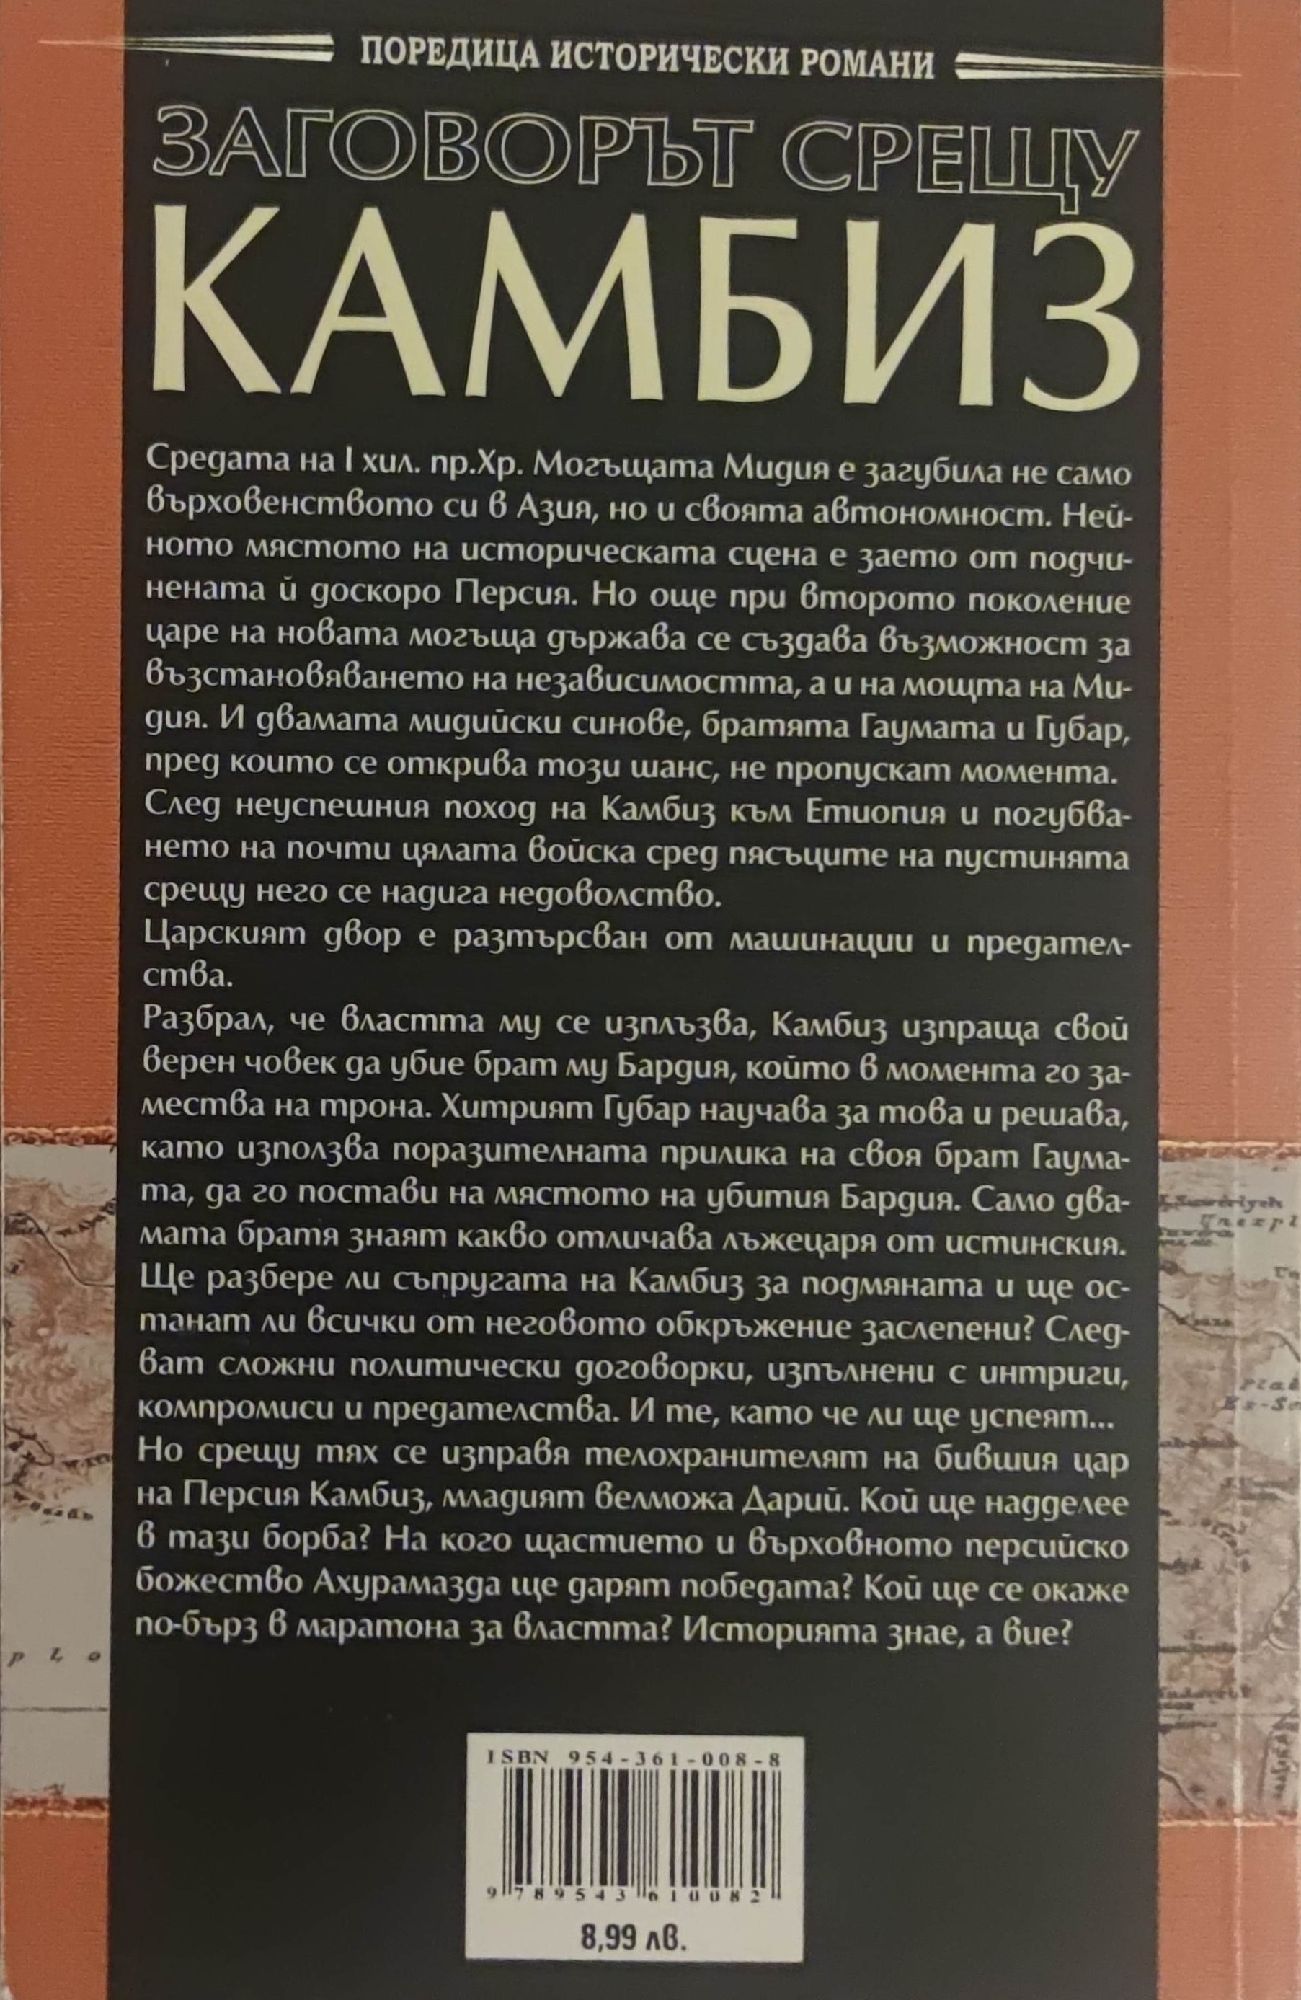 ПОРЕДИЦА ИСТОРИЧЕСКИ РОМАНИ
ЗАГОВОРЪТ СРЕЩУ
КАМБИЗ
Средата на I хил. пр.Хр. Могъщата Мидия е загубила не само
върховенството си в Азия, но и своята автономност. Ней-
ното мястото на историческата сцена е заето от подчи-
нената ѝ доскоро Персия. Но още при второто поколение
царе на новата могъща държава се създава възможност за
възстановяването на независимостта, а и на мощта на Ми-
дия. И двамата мидийски синове, братята Гаумата и Губар,
пред които се открива този шанс, не пропускат момента.
След неуспешния поход на Камбиз към Етиопия и погубва-
нето на почти цялата войска сред пясъците на пустинята
срещу него се надига недоволство.
Царският двор е разтърсван от машинации и предател-
ства.
Разбрал, че властта му се изплъзва, Камбиз изпраща свой
верен човек да убие брат му Бардия, който в момента го за-
мества на трона. Хитрият Губар научава за това и решава,
като използва поразителната прилика на своя брат Гаума-
та, да го постави на мястото на убития Бардия. Само два-
мата братя знаят какво отличава лъжецаря от истинския.
Ще разбере ли съпругата на Камбиз за подмяната и ще ос-
танат ли всички от неговото обкръжение заслепени? След-
ват сложни политически договорки, изпълнени с интриги,
компромиси и предателства. И те, като че ли ще успеят...
Но срещу тях се изправя телохранителят на бившия цар
на Персия Камбиз, младият велможа Дарий. Кой ще надделее
в тази борба? На кого щастието и върховното персийско
божество Ахурамазда ще дарят победата? Кой ще се окаже
по-бърз в маратона за властта? Историята знае, а вие?
plo
ISBN 954-361-008-8
9 789543 610082
8,99 лв.